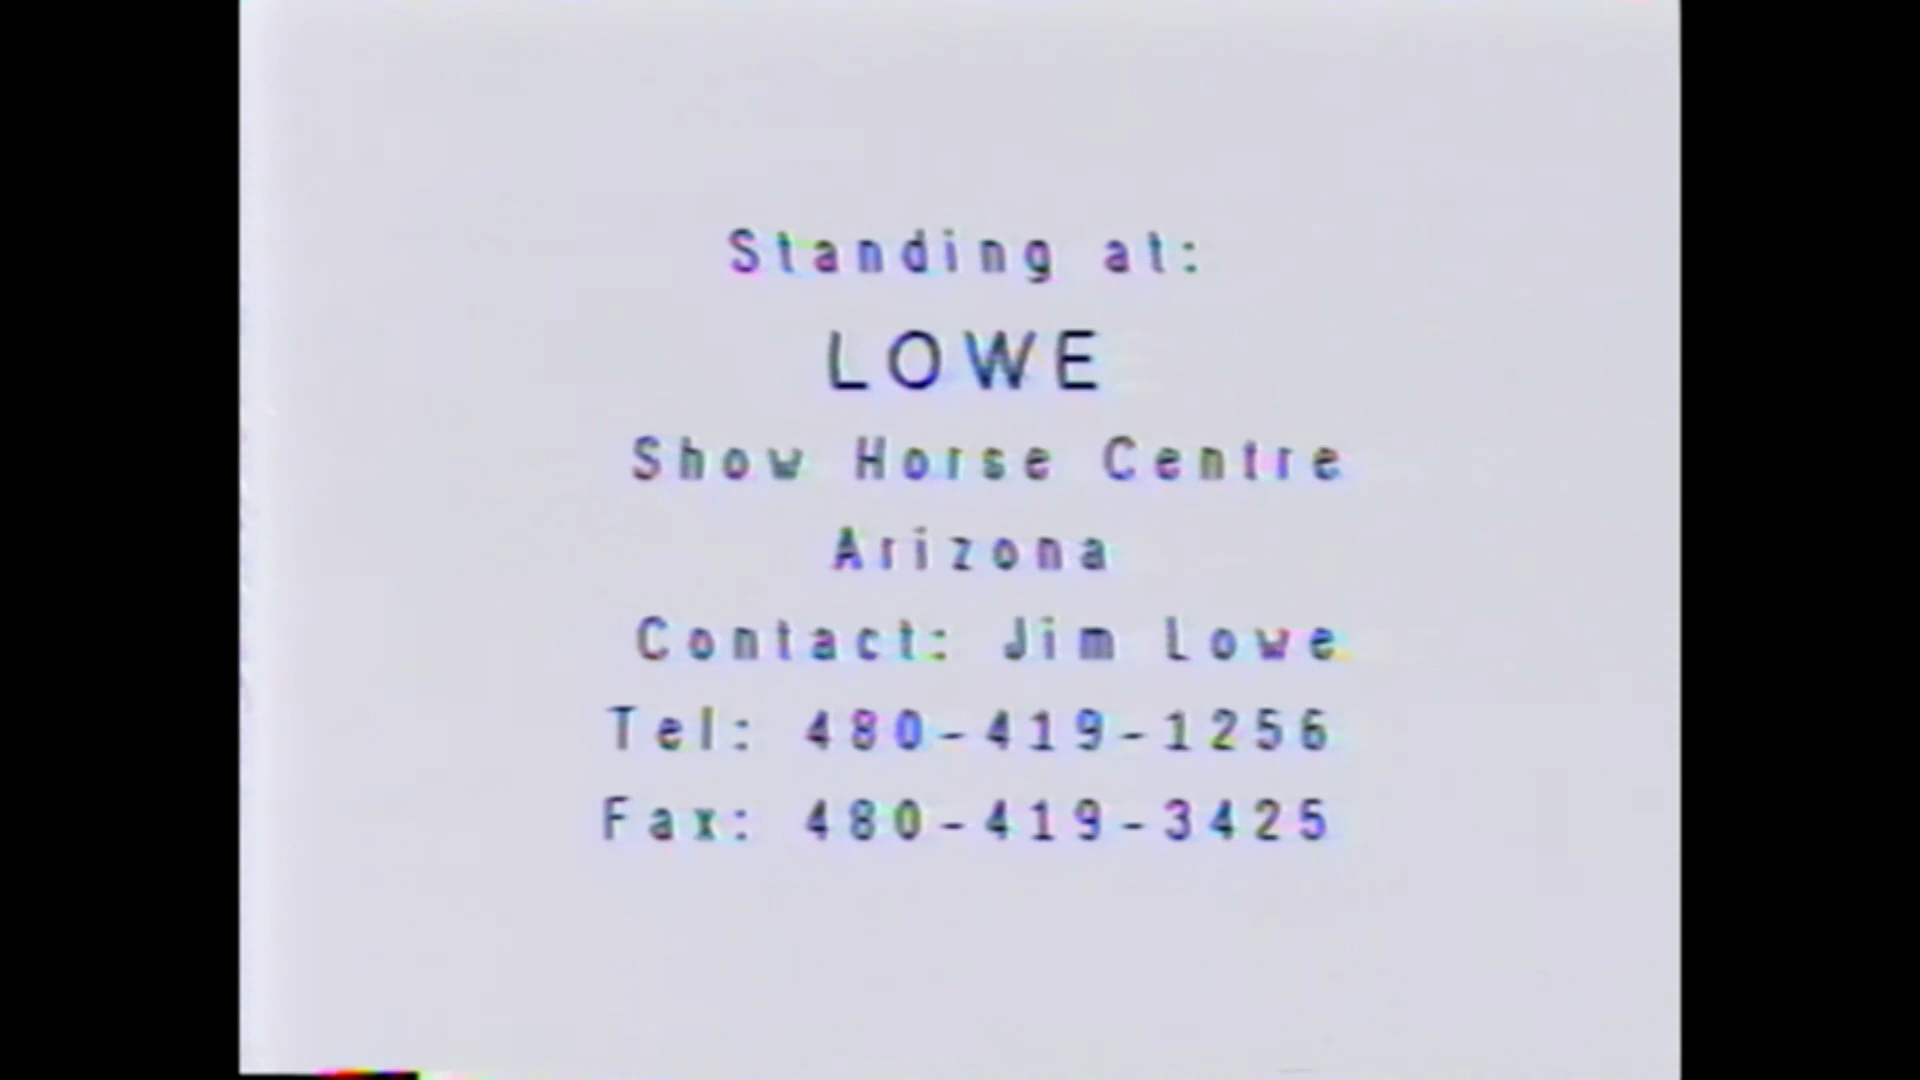 Standing at:
LOWE
Show Horse Centre
Arizona
Contact: Jim Lowe
Tel: 480-419-1256
Fax: 480-419-3425